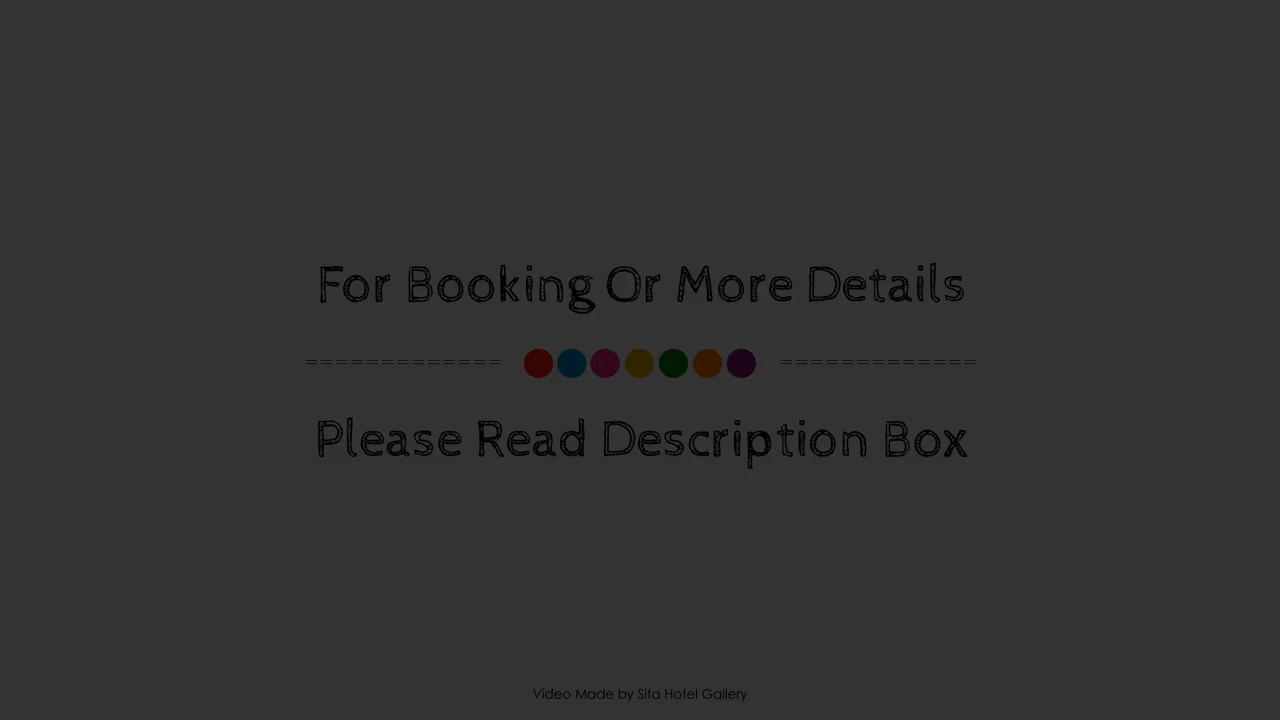 For Booking Or More Details
============= =============
Please Read Description Box
Video Made by Sita Hotel Gallery